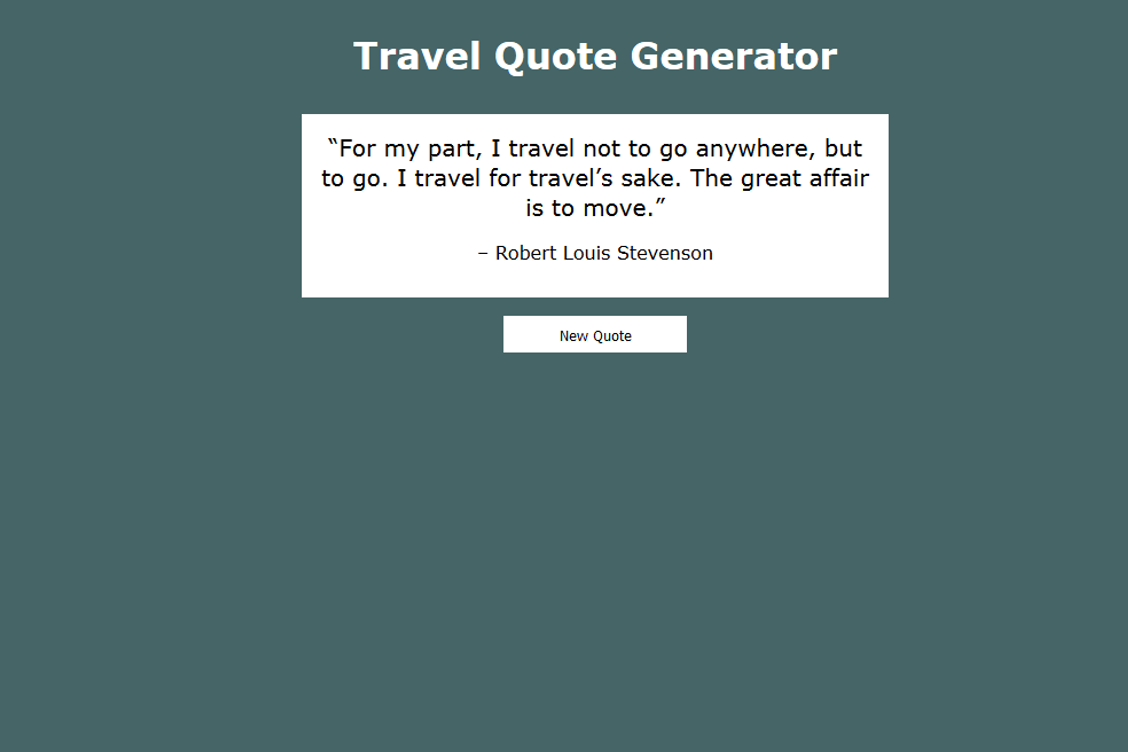 Travel Quote Generator
“For my part, I travel not to go anywhere, but
to go. I travel for travel’s sake. The great affair
is to move.”
– Robert Louis Stevenson
New Quote